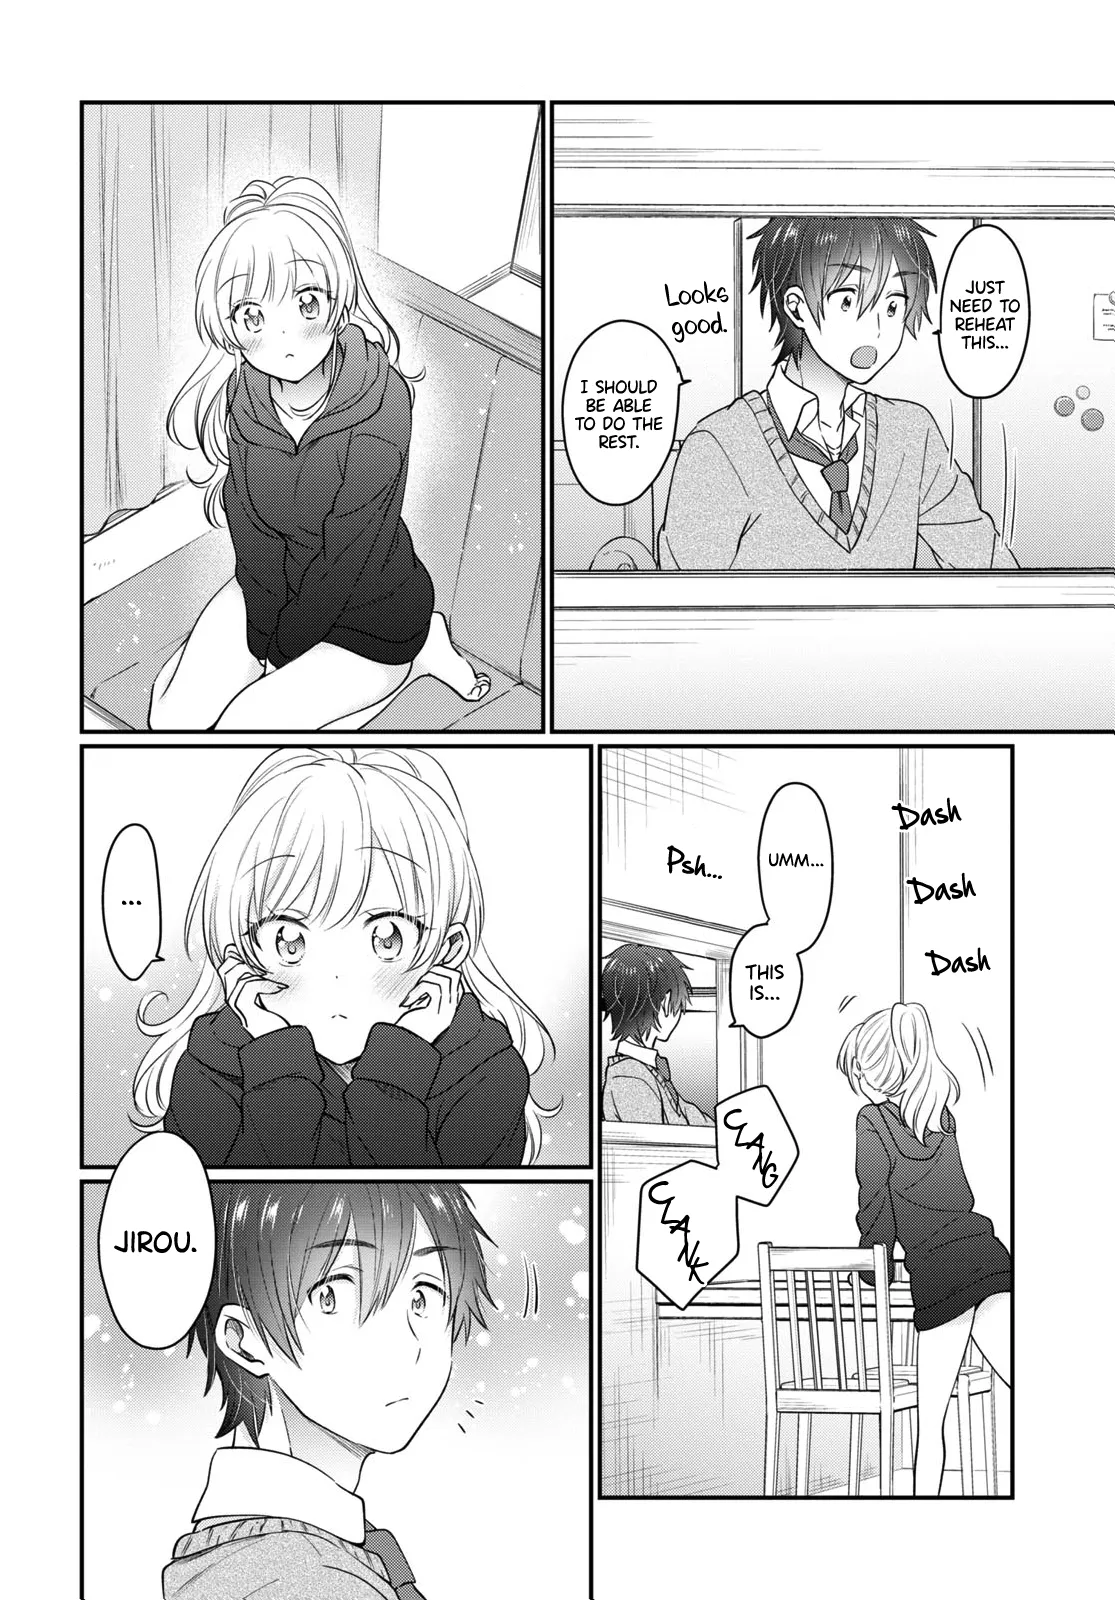 JUST
NEED TO
REHEAT
THIS...
Looks
good.
I SHOULD
BE ABLE
TO DO THE
REST.
Dash
Dash
Dash
UMM...
Psh...
THIS
IS...
CLANG
CLANK
...
JIROU.